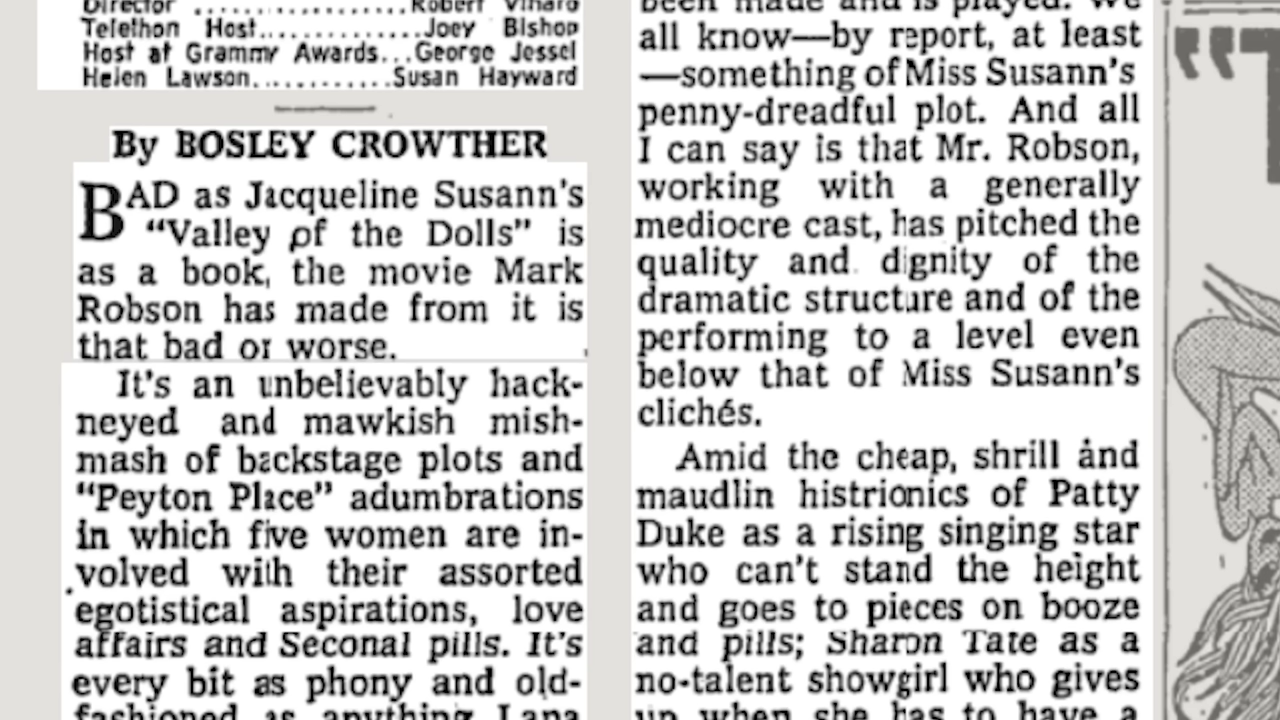 Director ................Robert Vihard
Telethon Host..............Joey Bishop
Host at Grammy Awards...George Jessel
Helen Lawson...........Susan Hayward
By BOSLEY CROWTHER
BAD as Jacqueline Susann's
“Valley of the Dolls” is
as a book, the movie Mark
Robson has made from it is
that bad or worse.
It's an unbelievably hack-
neyed and mawkish mish-
mash of backstage plots and
“Peyton Place” adumbrations
in which five women are in-
volved with their assorted
egotistical aspirations, love
affairs and Seconal pills. It's
every bit as phony and old-
fashioned as anything Lana
been made and is played. We
all know—by report, at least
—something of Miss Susann's
penny-dreadful plot. And all
I can say is that Mr. Robson,
working with a generally
mediocre cast, has pitched the
quality and dignity of the
dramatic structure and of the
performing to a level even
below that of Miss Susann's
clichés.
Amid the cheap, shrill and
maudlin histrionics of Patty
Duke as a rising singing star
who can't stand the height
and goes to pieces on booze
and pills; Sharon Tate as a
no-talent showgirl who gives
up when she has to have a